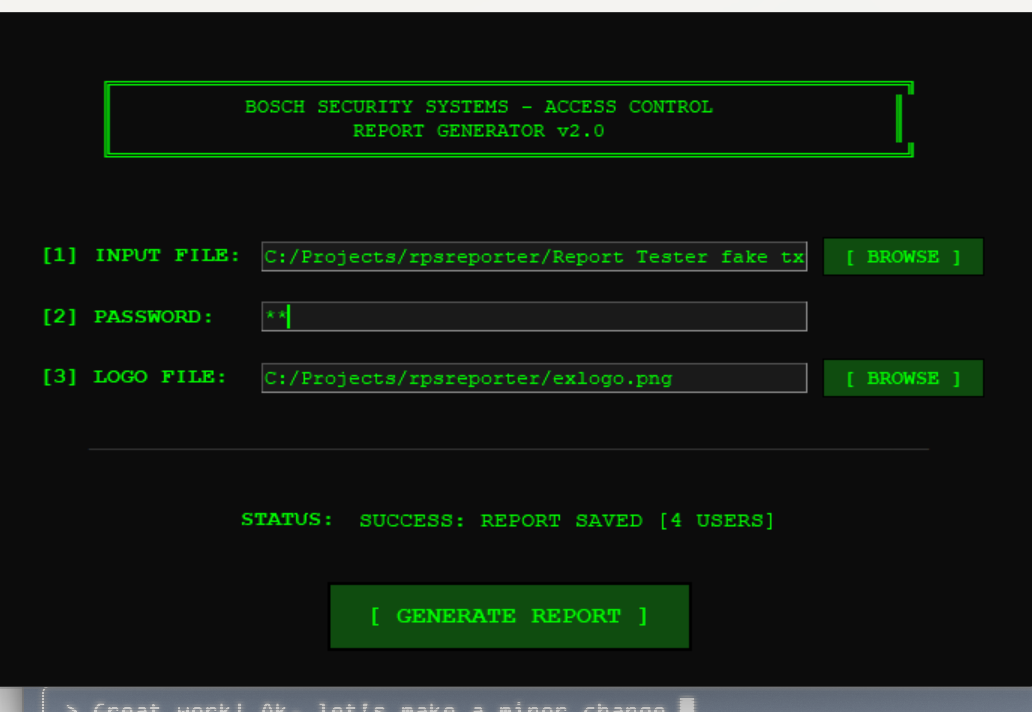 BOSCH SECURITY SYSTEMS – ACCESS CONTROL
REPORT GENERATOR v2.0
[1] INPUT FILE: C:/Projects/rpsreporter/Report Tester fake tx [ BROWSE ]
[2] PASSWORD: **
[3] LOGO FILE: C:/Projects/rpsreporter/exlogo.png [ BROWSE ]
STATUS: SUCCESS: REPORT SAVED [4 USERS]
[ GENERATE REPORT ]
> Great work! Ok, let's make a minor change